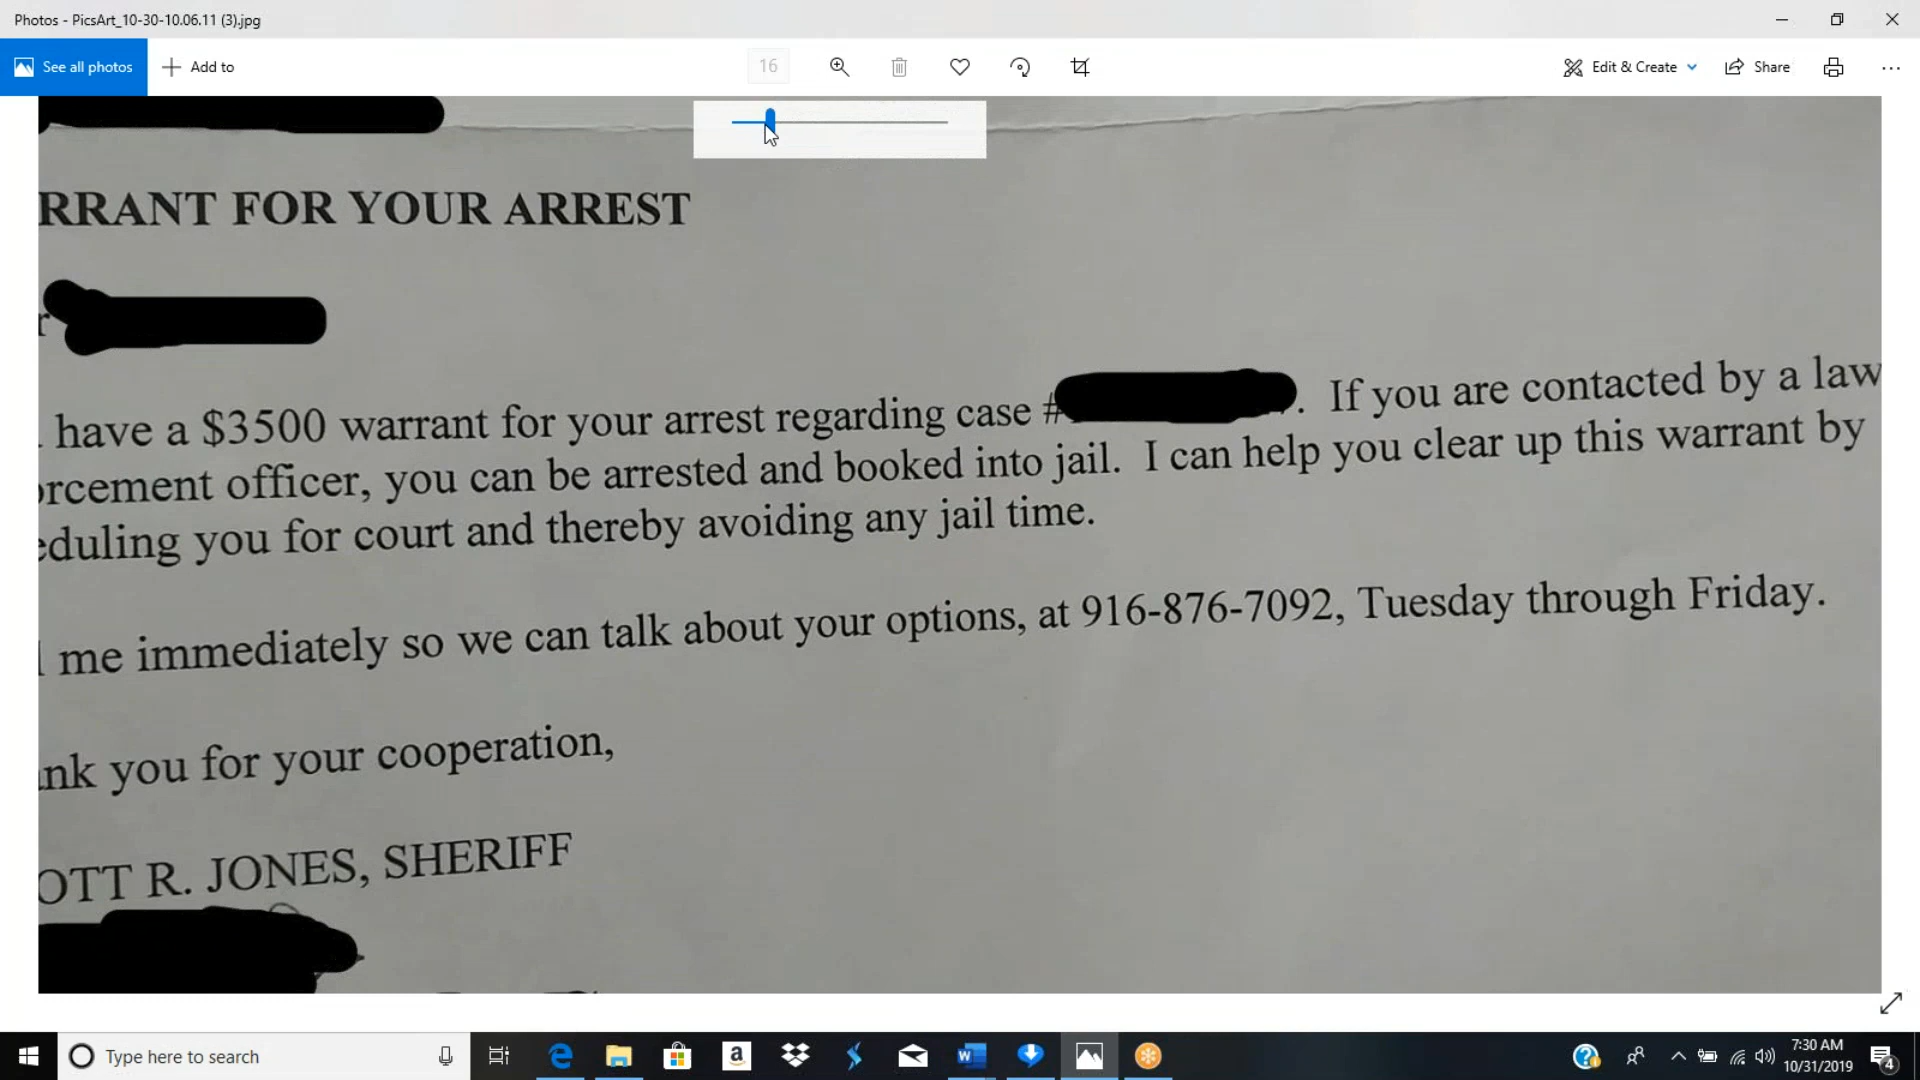 Photos - PicsArt_10-30-10.06.11 (3).jpg
See all photos
Add to
16
Edit & Create
Share
RRANT FOR YOUR ARREST
r
have a $3500 warrant for your arrest regarding case # . If you are contacted by a law
orcement officer, you can be arrested and booked into jail. I can help you clear up this warrant by
eduling you for court and thereby avoiding any jail time.
l me immediately so we can talk about your options, at 916-876-7092, Tuesday through Friday.
ank you for your cooperation,
OTT R. JONES, SHERIFF
Type here to search
7:30 AM
10/31/2019
4